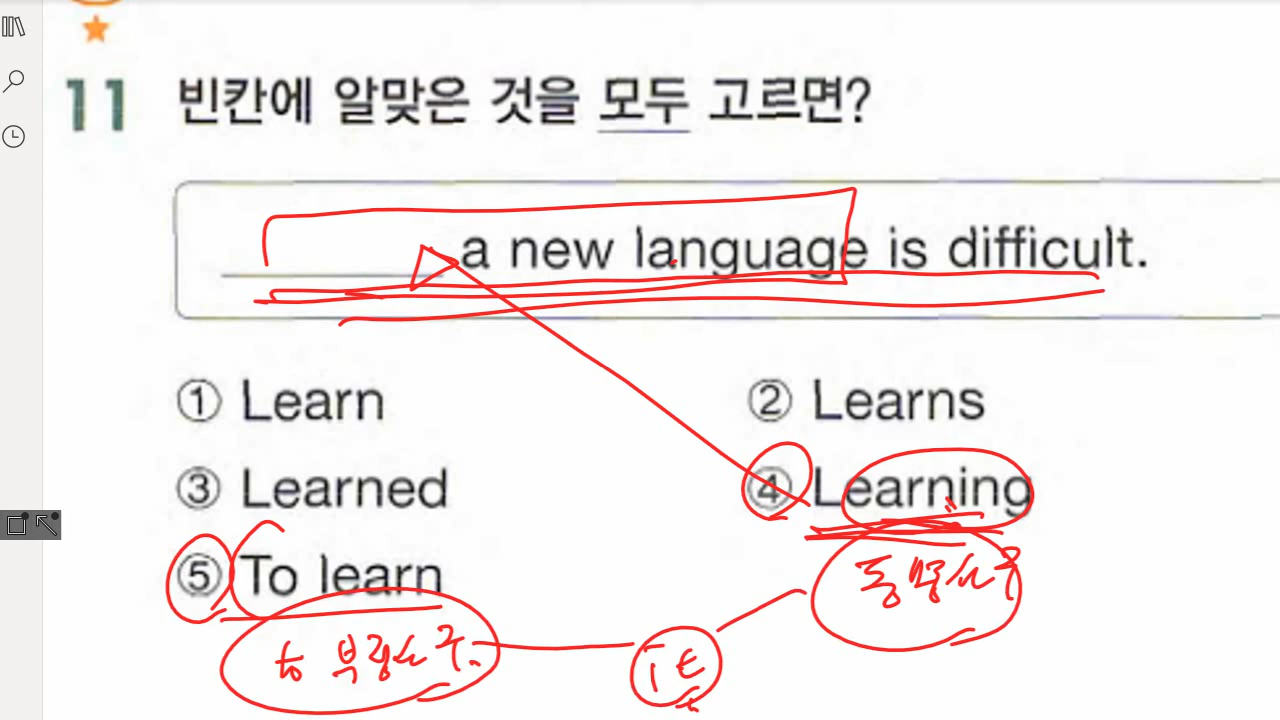 11 빈칸에 알맞은 것을 모두 고르면?
a new language is difficult.
① Learn ② Learns
③ Learned ④ Learning
⑤ To learn
동명사 구
to 부정사 구